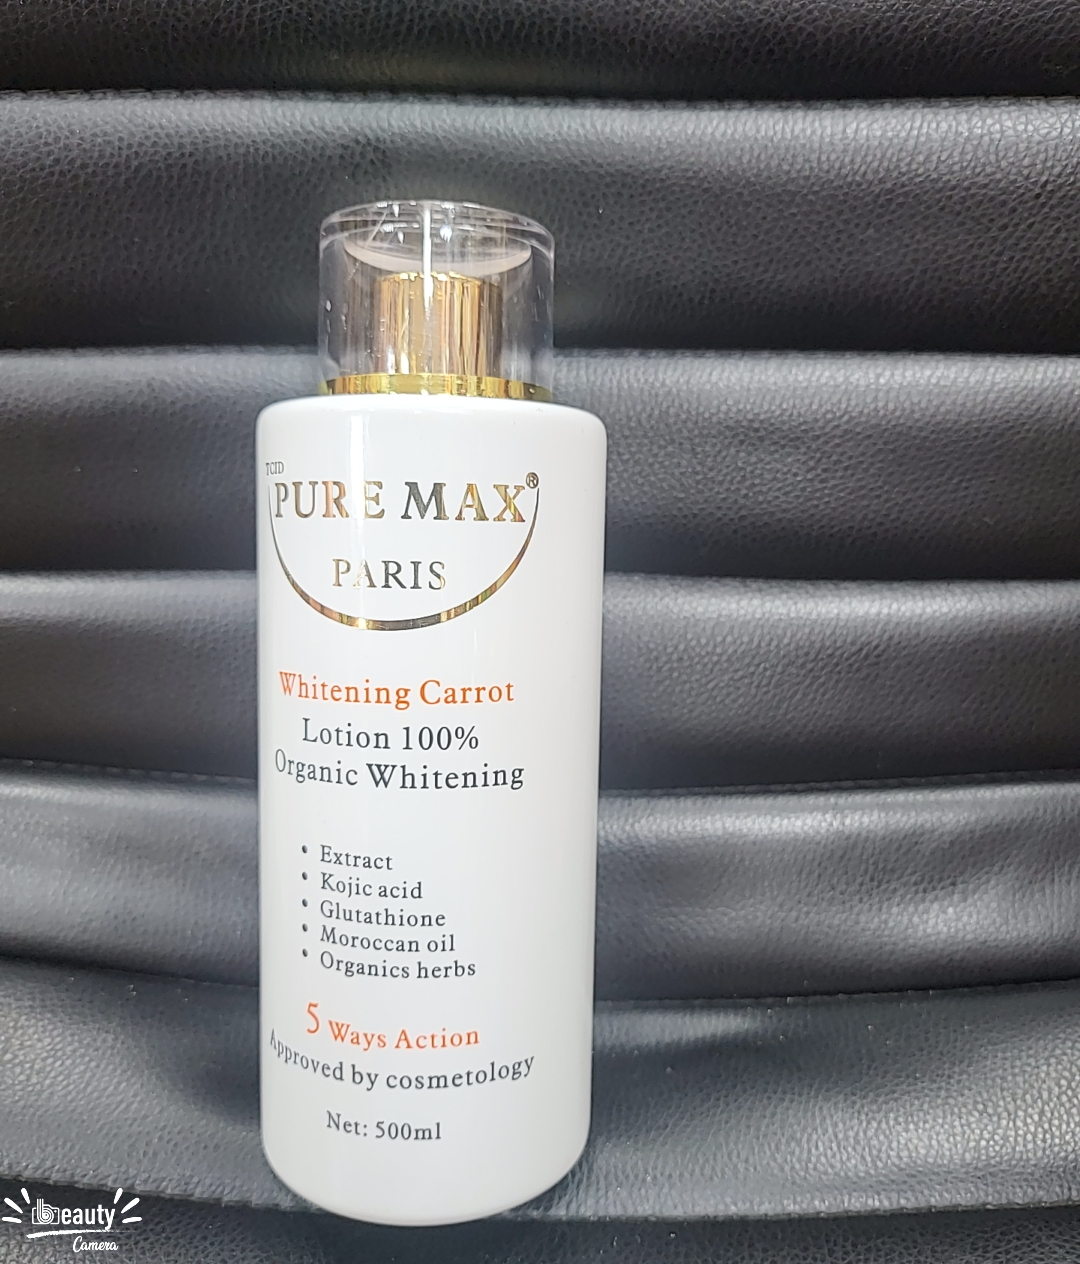 TCID
PURE MAX®
PARIS
Whitening Carrot
Lotion 100%
Organic Whitening
• Extract
• Kojic acid
• Glutathione
• Moroccan oil
• Organics herbs
5 Ways Action
Approved by cosmetology
Net: 500ml
beauty
Camera